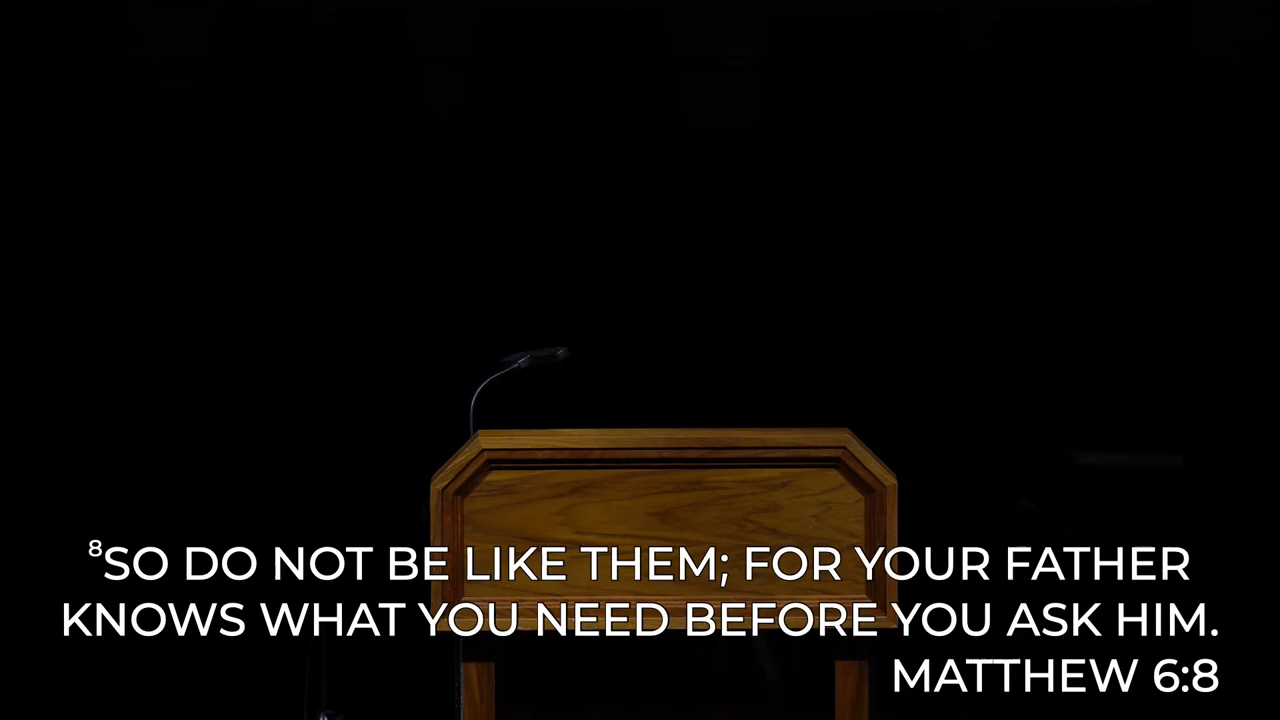 ⁸SO DO NOT BE LIKE THEM; FOR YOUR FATHER
KNOWS WHAT YOU NEED BEFORE YOU ASK HIM.
MATTHEW 6:8